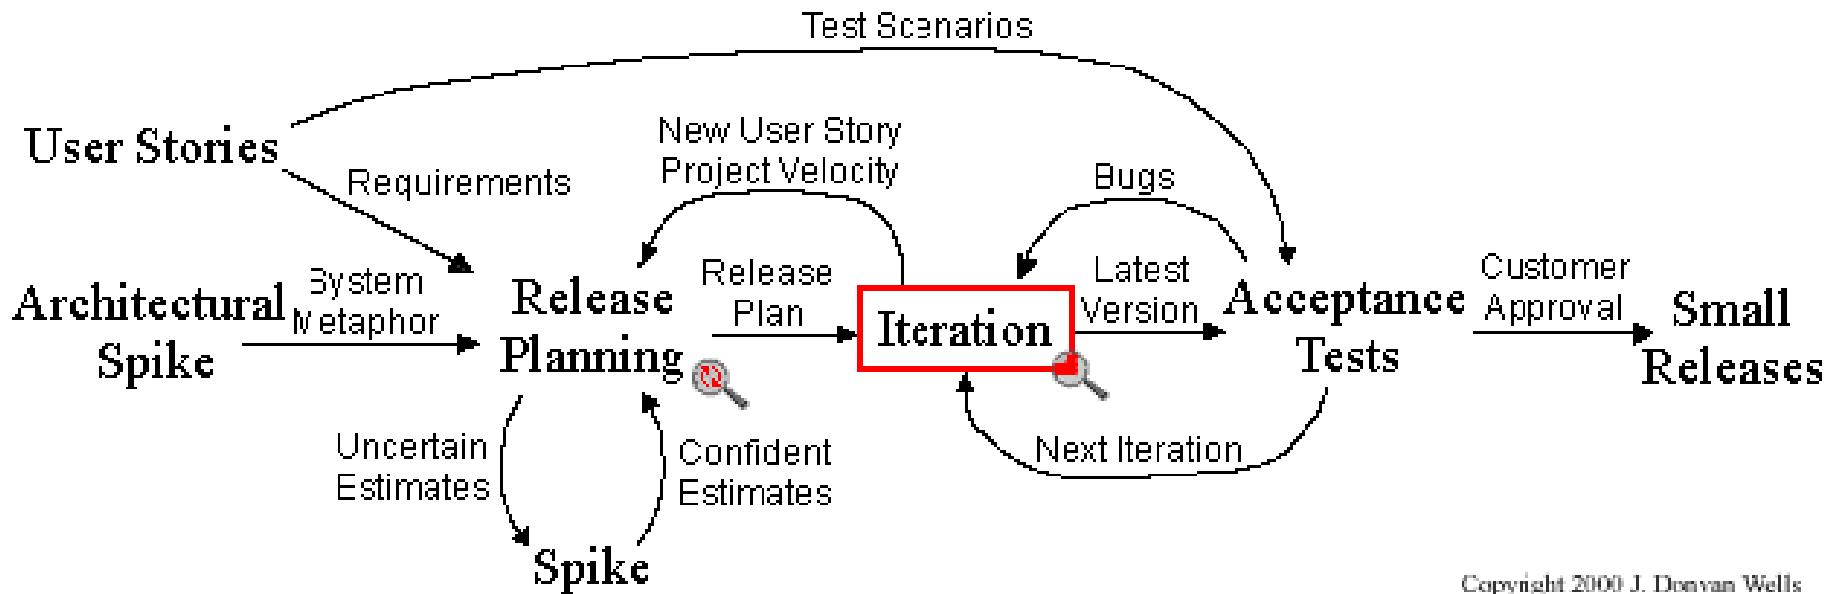 Test Scenarios
User Stories
New User Story
Project Velocity
Requirements
Bugs
Architectural
Spike
System
Metaphor
Release
Planning
Release
Plan
Iteration
Latest
Version
Acceptance
Tests
Customer
Approval
Small
Releases
Uncertain
Estimates
Confident
Estimates
Next Iteration
Spike
Copyright 2000 J. Donvan Wells